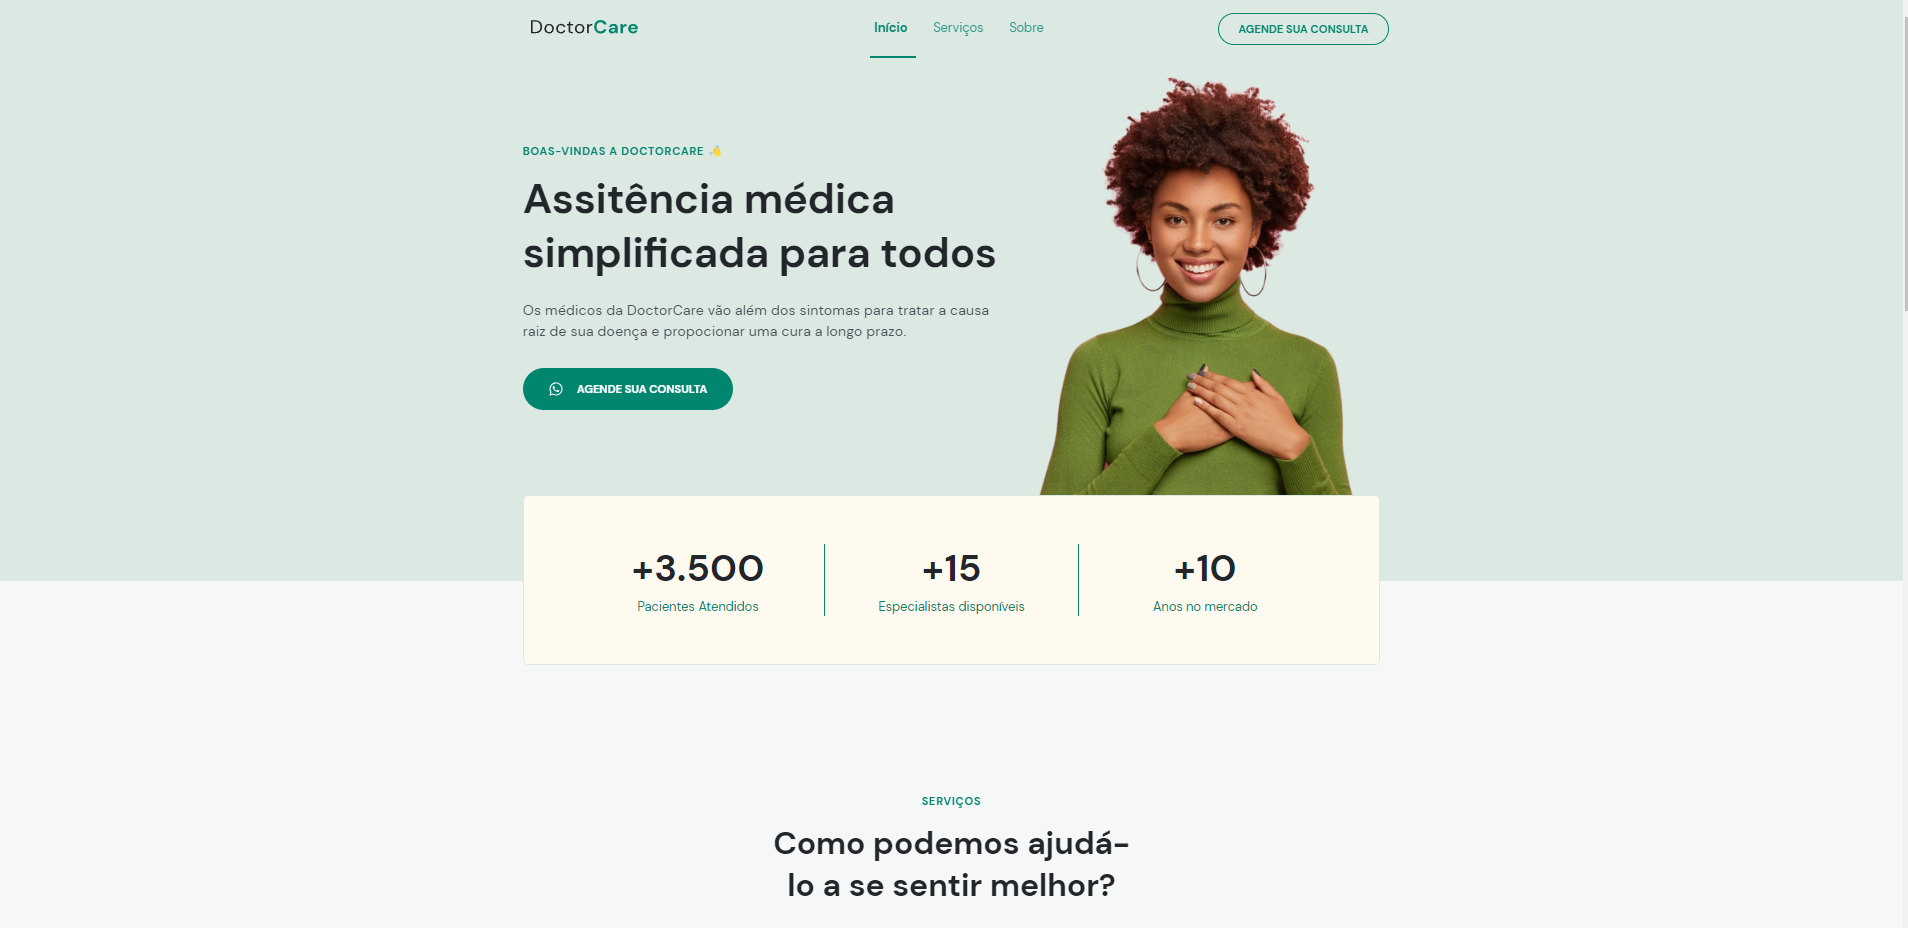 DoctorCare
Início
Serviços
Sobre
AGENDE SUA CONSULTA
BOAS-VINDAS A DOCTORCARE 👋
Assitência médica
simplificada para todos
Os médicos da DoctorCare vão além dos sintomas para tratar a causa
raiz de sua doença e propocionar uma cura a longo prazo.
AGENDE SUA CONSULTA
+3.500
Pacientes Atendidos
+15
Especialistas disponíveis
+10
Anos no mercado
SERVIÇOS
Como podemos ajudá-
lo a se sentir melhor?